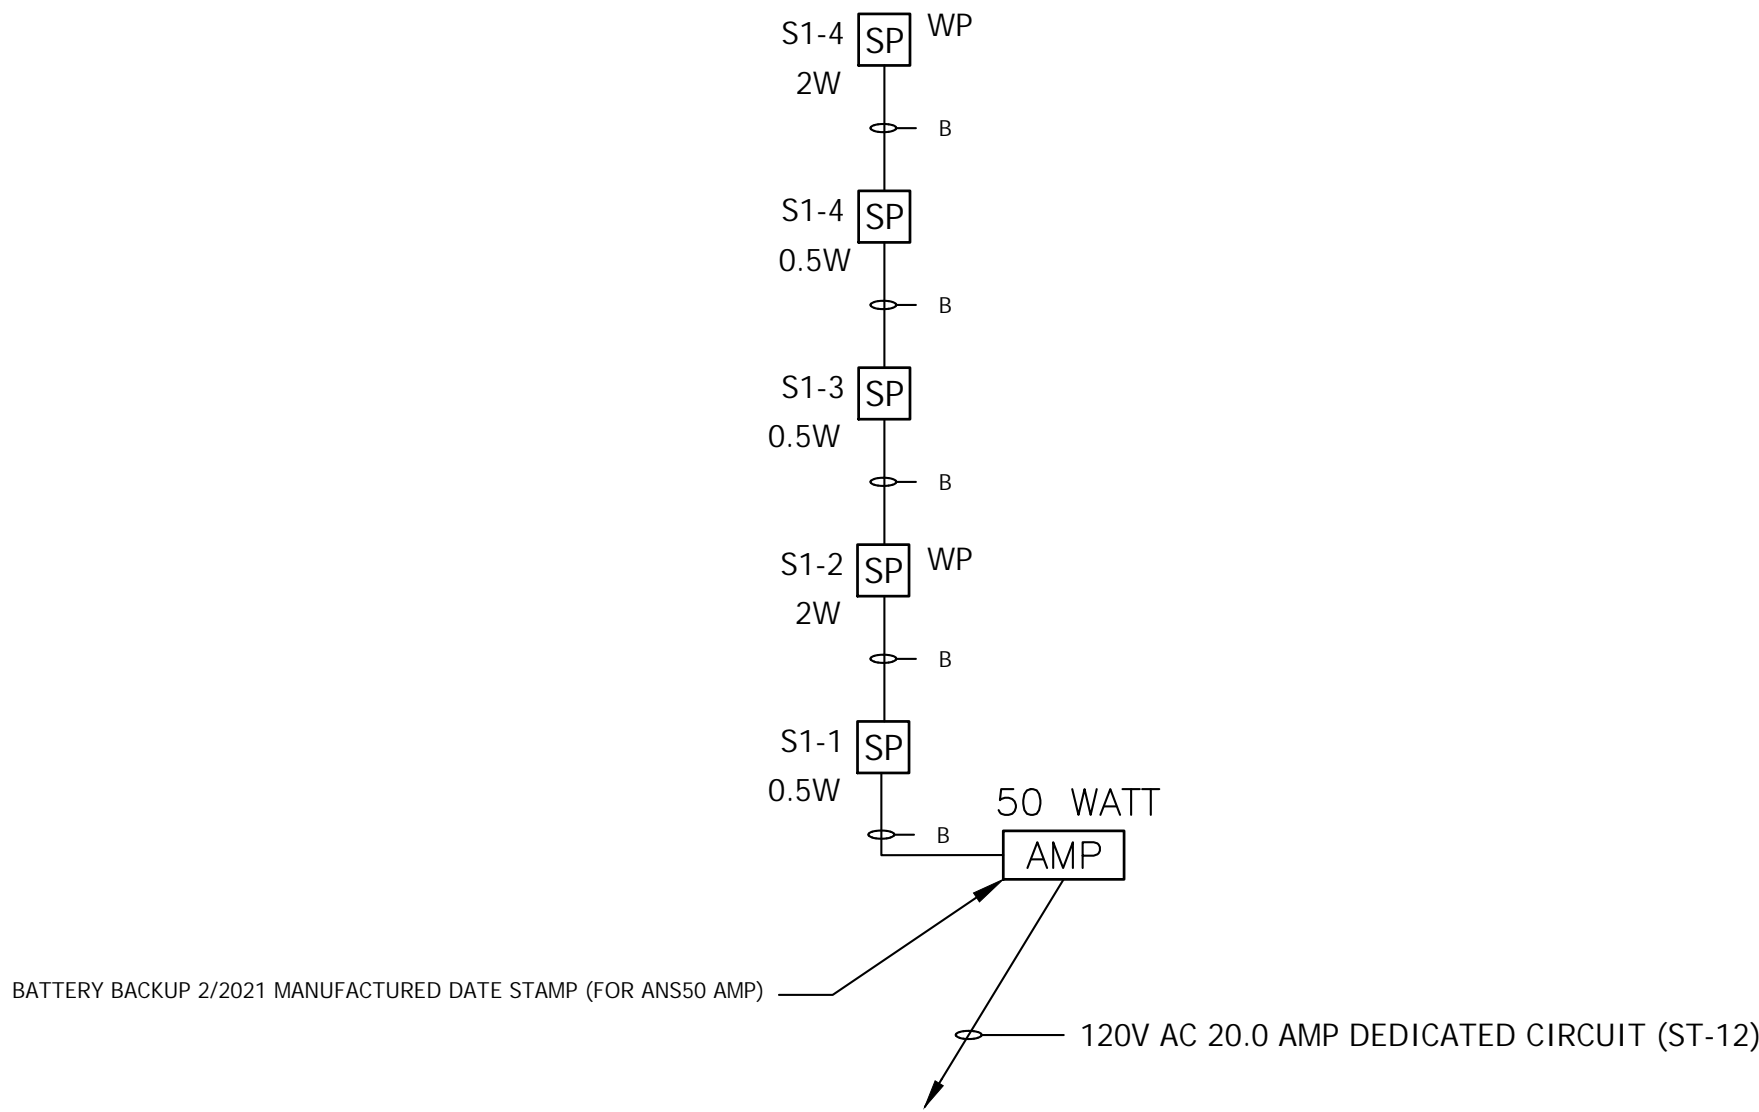 S1-4 SP WP
2W
B
S1-4 SP
0.5W
B
S1-3 SP
0.5W
B
S1-2 SP WP
2W
B
S1-1 SP
0.5W
50 WATT
B
AMP
BATTERY BACKUP 2/2021 MANUFACTURED DATE STAMP (FOR ANS50 AMP)
120V AC 20.0 AMP DEDICATED CIRCUIT (ST-12)